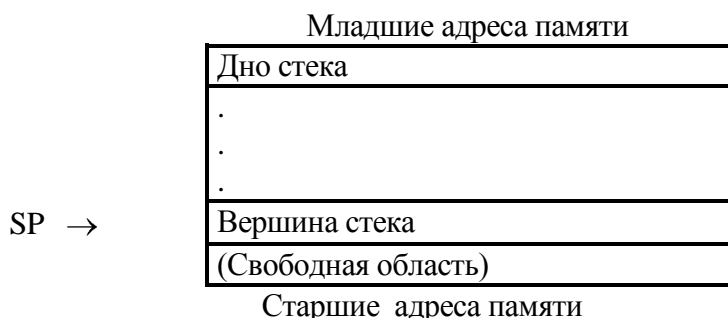 Младшие адреса памяти
Дно стека
.
.
.
SP → Вершина стека
(Свободная область)
Старшие адреса памяти